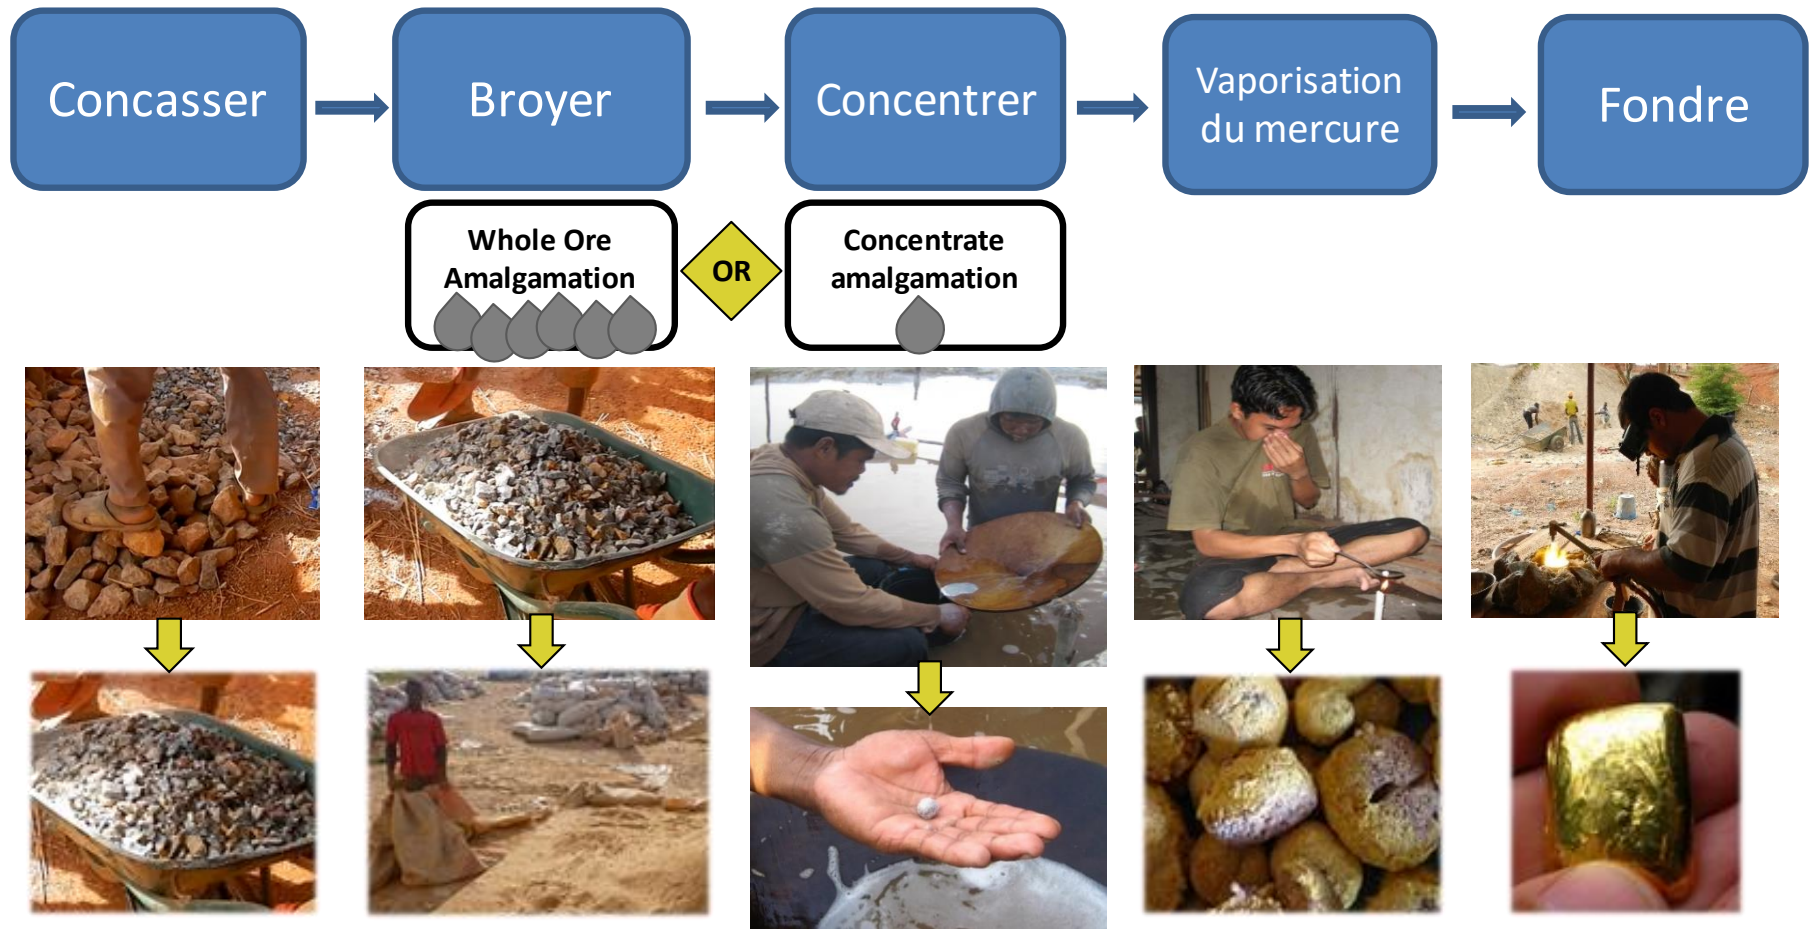 Concasser
Broyer
Concentrer
Vaporisation
du mercure
Fondre
Whole Ore
Amalgamation
OR
Concentrate
amalgamation